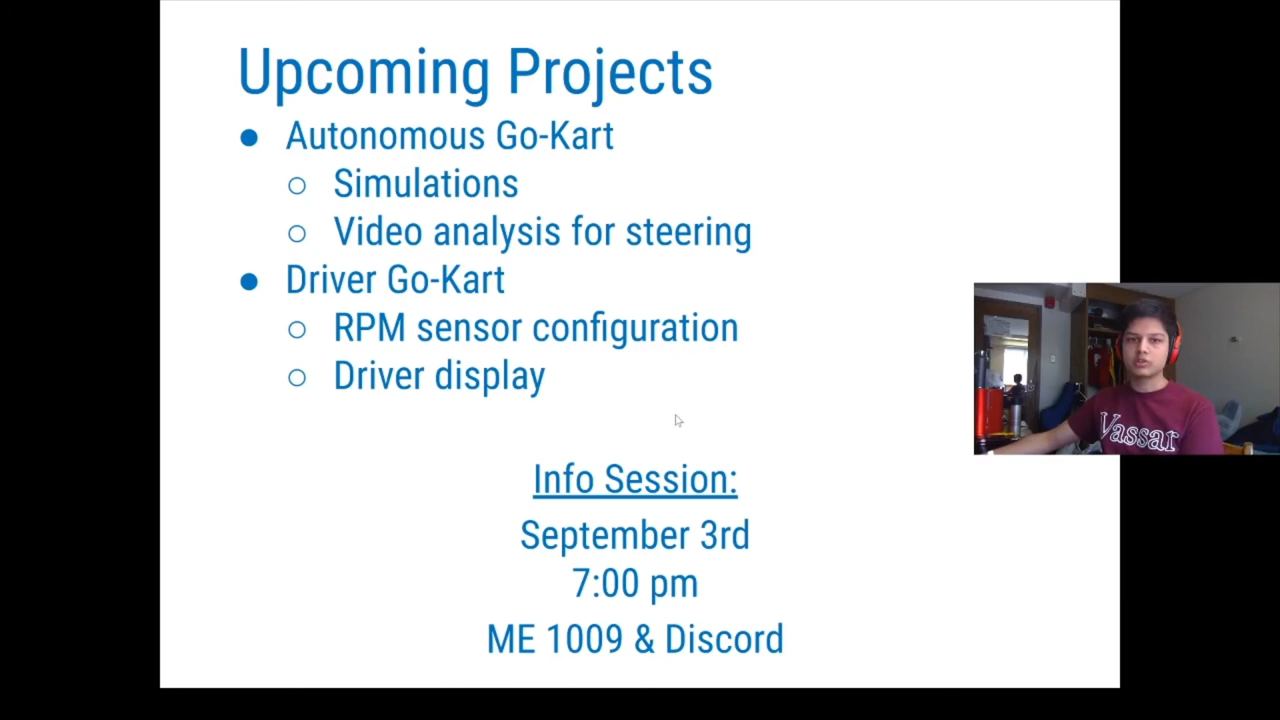 Upcoming Projects
● Autonomous Go-Kart
○ Simulations
○ Video analysis for steering
● Driver Go-Kart
○ RPM sensor configuration
○ Driver display
Info Session:
September 3rd
7:00 pm
ME 1009 & Discord
Vassar